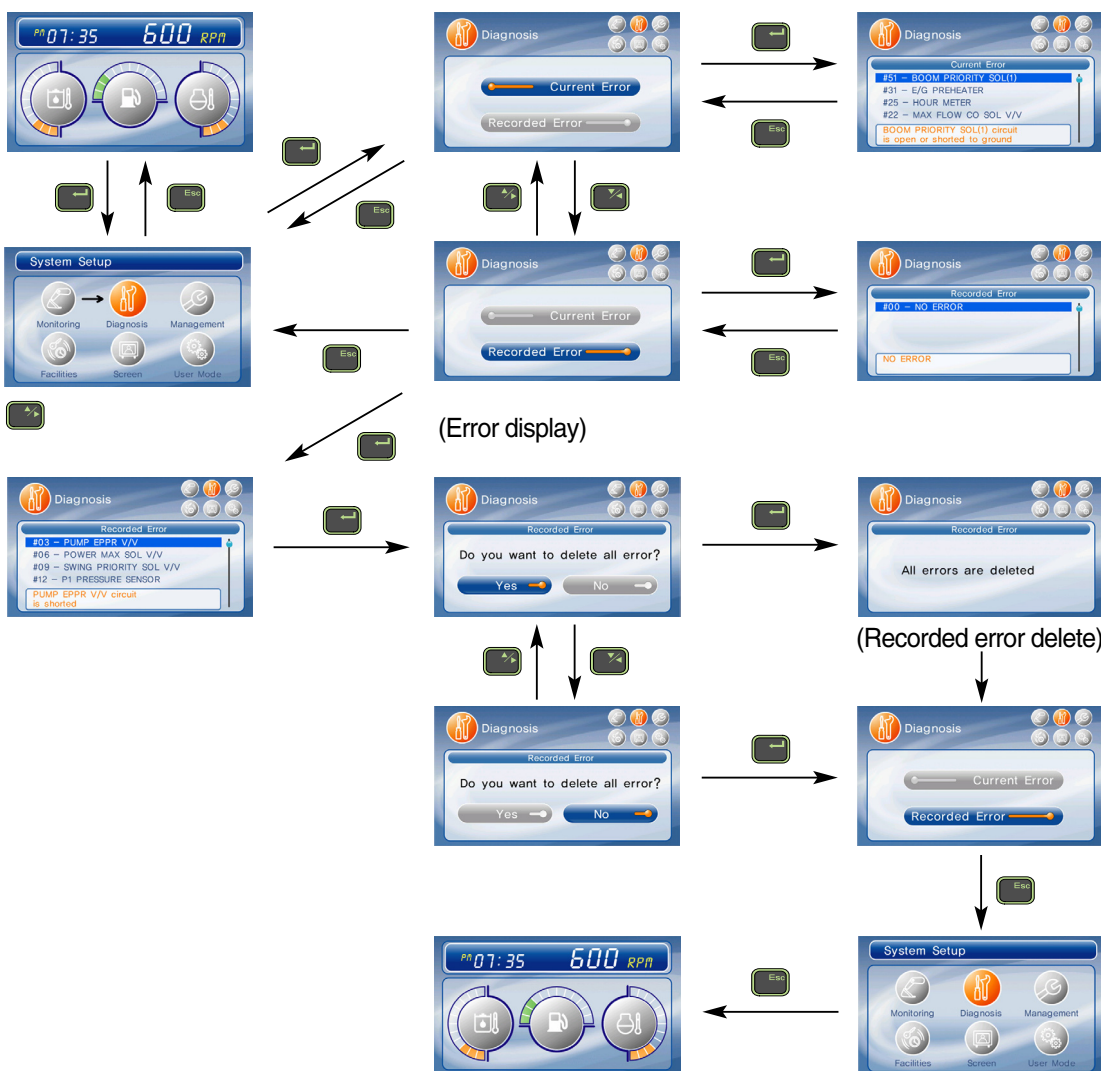 PM 07:35 600 RPM
Diagnosis
Current Error
Recorded Error
Diagnosis
Current Error
#51 – BOOM PRIORITY SOL(1)
#31 – E/G PREHEATER
#25 – HOUR METER
#22 – MAX FLOW CO SOL V/V
BOOM PRIORITY SOL(1) circuit
is open or shorted to ground
Esc
Esc
Esc
System Setup
Monitoring Diagnosis Management
Facilities Screen User Mode
Diagnosis
Current Error
Recorded Error
Diagnosis
Recorded Error
#00 – NO ERROR
NO ERROR
Esc
Esc
(Error display)
Diagnosis
Recorded Error
#03 – PUMP EPPR V/V
#06 – POWER MAX SOL V/V
#09 – SWING PRIORITY SOL V/V
#12 – P1 PRESSURE SENSOR
PUMP EPPR V/V circuit
is shorted
Diagnosis
Recorded Error
Do you want to delete all error?
Yes No
Diagnosis
Recorded Error
All errors are deleted
(Recorded error delete)
Diagnosis
Recorded Error
Do you want to delete all error?
Yes No
Diagnosis
Current Error
Recorded Error
Esc
PM 07:35 600 RPM
Esc
System Setup
Monitoring Diagnosis Management
Facilities Screen User Mode